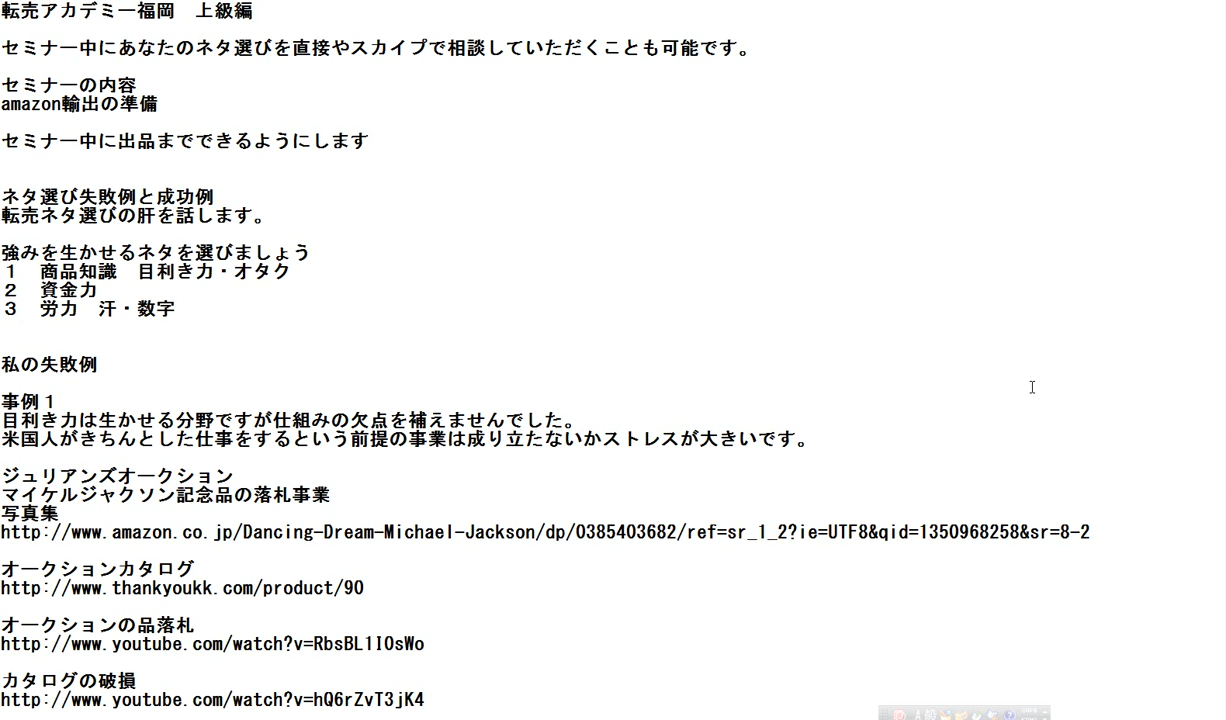 転売アカデミー福岡　上級編
セミナー中にあなたのネタ選びを直接やスカイプで相談していただくことも可能です。
セミナーの内容
amazon輸出の準備
セミナー中に出品までできるようにします
ネタ選び失敗例と成功例
転売ネタ選びの肝を話します。
強みを生かせるネタを選びましょう
１　商品知識　目利き力・オタク
２　資金力
３　労力　汗・数字
私の失敗例
事例１
目利き力は生かせる分野ですが仕組みの欠点を補えませんでした。
米国人がきちんとした仕事をするという前提の事業は成り立たないかストレスが大きいです。
ジュリアンズオークション
マイケルジャクソン記念品の落札事業
写真集
http://www.amazon.co.jp/Dancing-Dream-Michael-Jackson/dp/0385403682/ref=sr_1_2?ie=UTF8&qid=1350968258&sr=8-2
オークションカタログ
http://www.thankyoukk.com/product/90
オークションの品落札
http://www.youtube.com/watch?v=RbsBL1I0sWo
カタログの破損
http://www.youtube.com/watch?v=hQ6rZvT3jK4